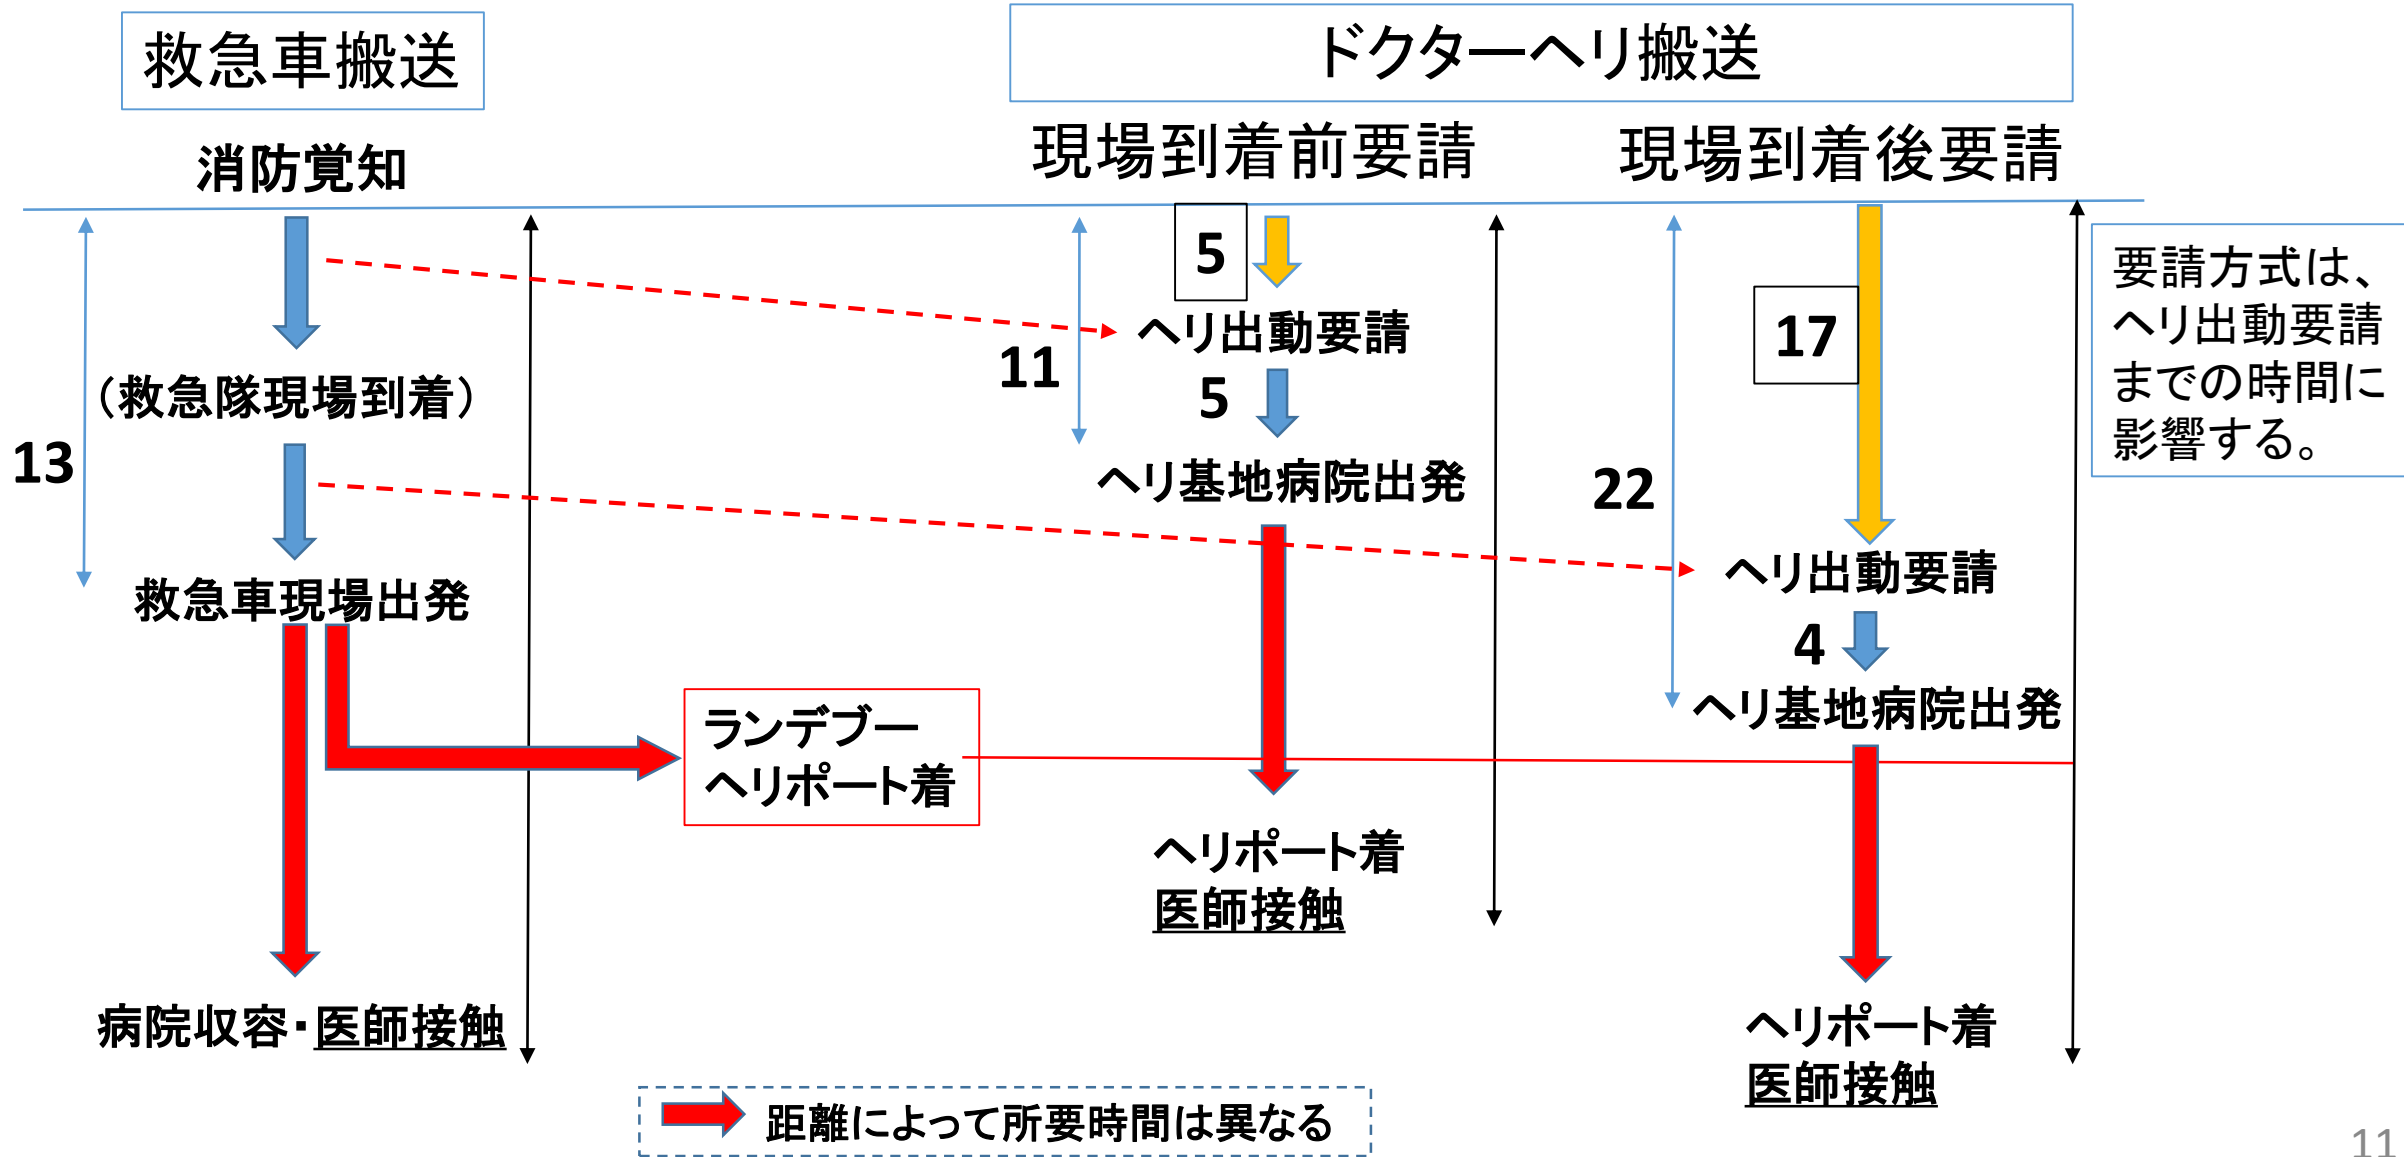 救急車搬送
消防覚知
13
(救急隊現場到着)
救急車現場出発
病院収容・医師接触
ランデブー
ヘリポート着
ドクターヘリ搬送
現場到着前要請
5
ヘリ出動要請
11
5
ヘリ基地病院出発
ヘリポート着
医師接触
現場到着後要請
17
ヘリ出動要請
22
4
ヘリ基地病院出発
ヘリポート着
医師接触
要請方式は、
ヘリ出動要請
までの時間に
影響する。
距離によって所要時間は異なる
11